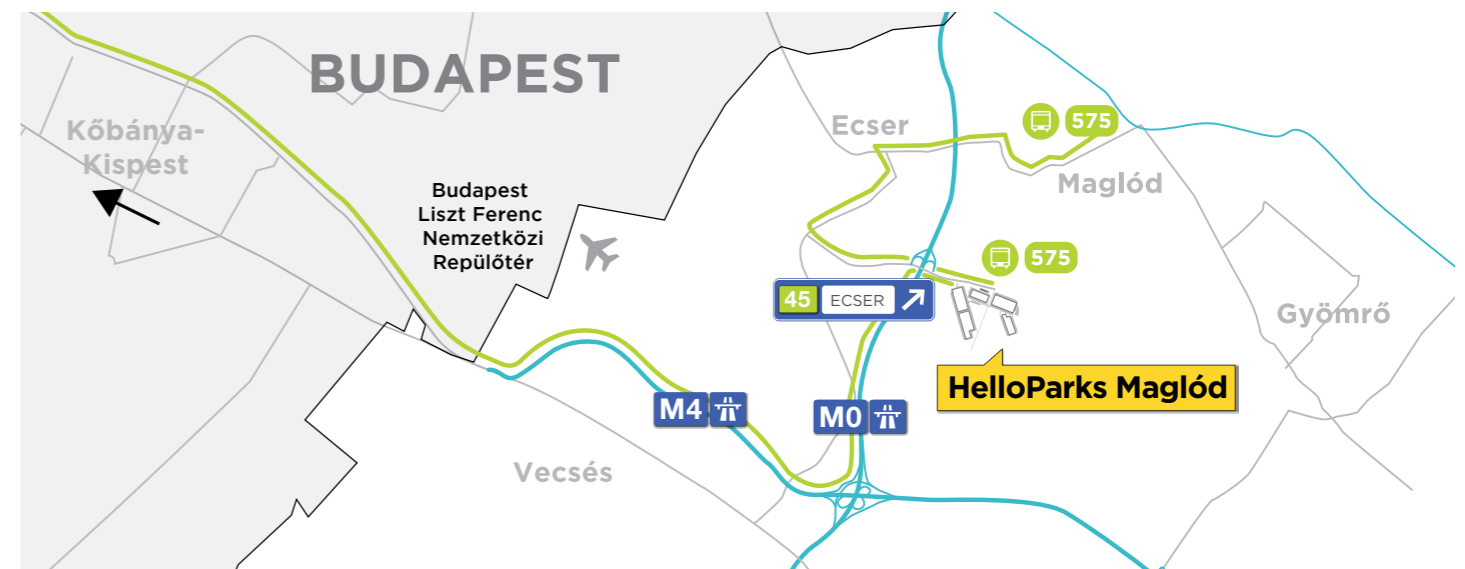 BUDAPEST
Kőbánya-
Kispest
Ecser
575
Maglód
Budapest
Liszt Ferenc
Nemzetközi
Repülőtér
575
45 ECSER
Gyömrő
HelloParks Maglód
M4
M0
Vecsés